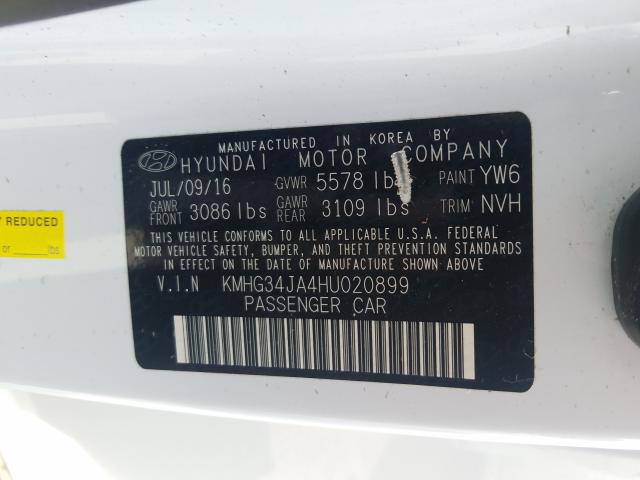 MANUFACTURED IN KOREA BY
HYUNDAI MOTOR COMPANY
JUL/09/16 GVWR 5578 lbs PAINT YW6
GAWR FRONT 3086 lbs GAWR REAR 3109 lbs TRIM NVH
THIS VEHICLE CONFORMS TO ALL APPLICABLE U.S.A. FEDERAL
MOTOR VEHICLE SAFETY, BUMPER, AND THEFT PREVENTION STANDARDS
IN EFFECT ON THE DATE OF MANUFACTURE SHOWN ABOVE
V.I.N KMHG34JA4HU020899
PASSENGER CAR
REDUCED
or ______lbs